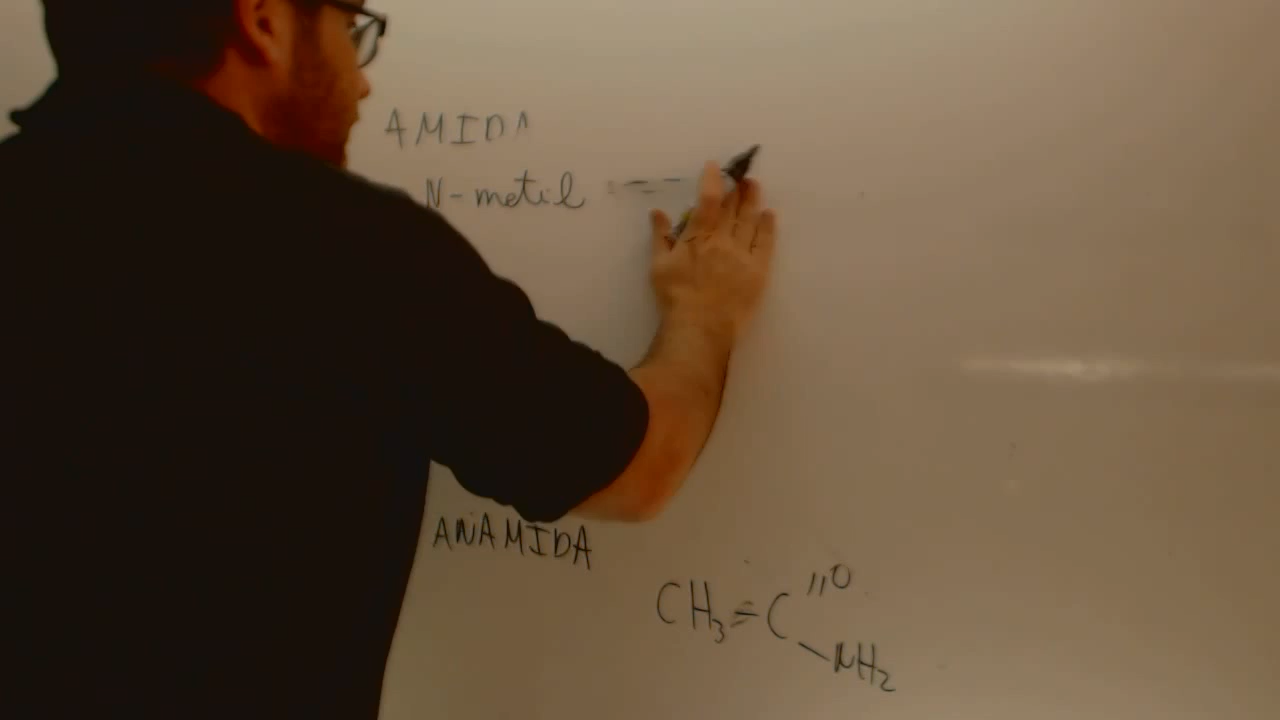 AMIDA
N-metil
ANAMIDA
O
CH3=C
NH2